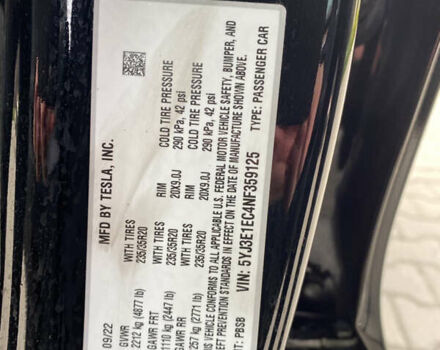 MFD BY TESLA, INC.
09/22
GVWR
2212 kg (4877 lb)
GAWR FRT WITH TIRES RIM COLD TIRE PRESSURE
1110 kg (2447 lb) 235/35R20 20X9.0J 290 kPa, 42 psi
GAWR RR WITH TIRES RIM COLD TIRE PRESSURE
1257 kg (2771 lb) 235/35R20 20X9.0J 290 kPa, 42 psi
THIS VEHICLE CONFORMS TO ALL APPLICABLE U.S. FEDERAL MOTOR VEHICLE SAFETY, BUMPER, AND
THEFT PREVENTION STANDARDS IN EFFECT ON THE DATE OF MANUFACTURE SHOWN ABOVE.
VIN: 5YJ3E1EC4NF359125 TYPE: PASSENGER CAR
PBSB